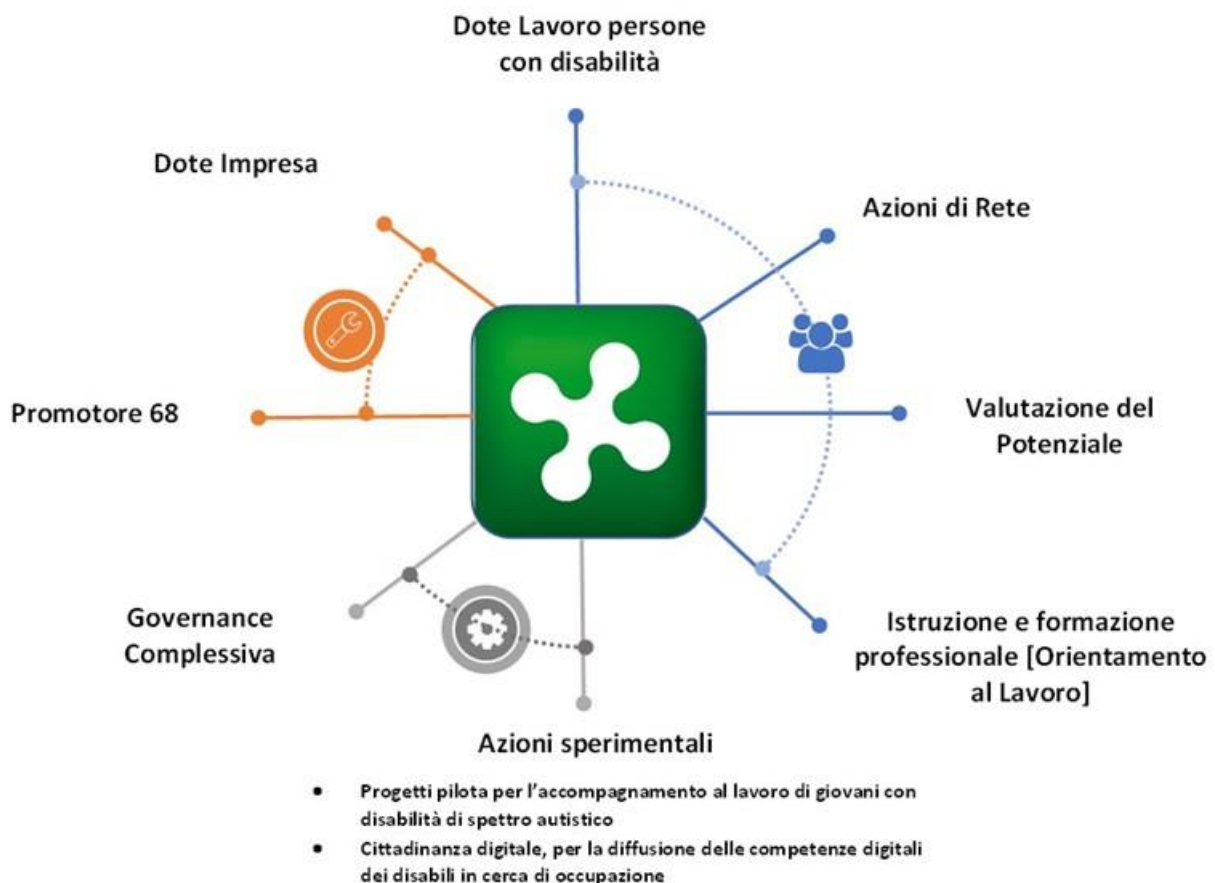 Dote Lavoro persone
con disabilità
Dote Impresa
Azioni di Rete
Promotore 68
Valutazione del
Potenziale
Governance
Complessiva
Istruzione e formazione
professionale [Orientamento
al Lavoro]
Azioni sperimentali
• Progetti pilota per l'accompagnamento al lavoro di giovani con
disabilità di spettro autistico
• Cittadinanza digitale, per la diffusione delle competenze digitali
dei disabili in cerca di occupazione